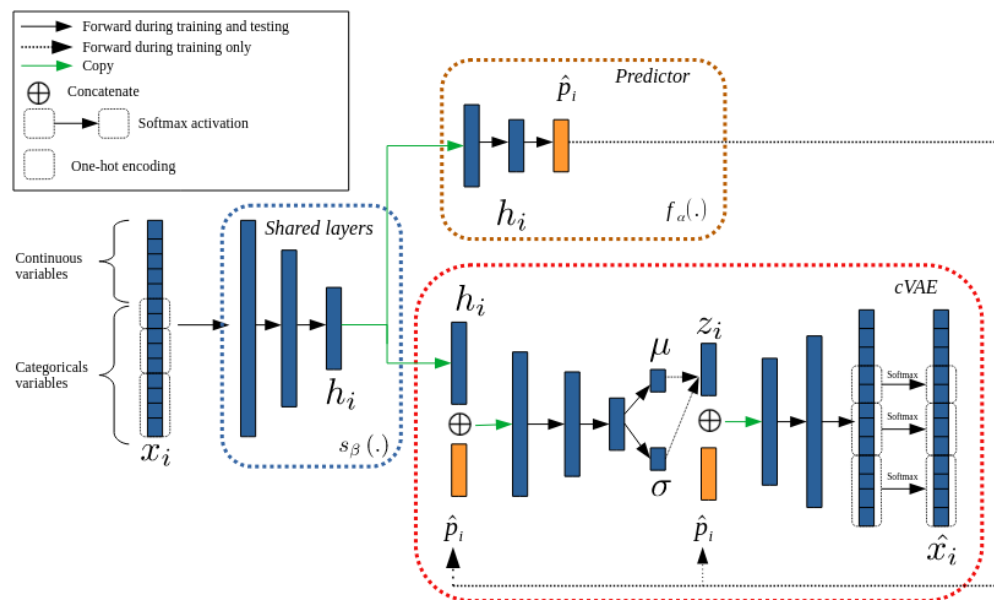 Forward during training and testing
Forward during training only
Copy
Concatenate
Softmax activation
One-hot encoding
Predictor
p̂ᵢ
hᵢ
f_α(.)
Continuous
variables
Categoricals
variables
xᵢ
Shared layers
hᵢ
s_β (.)
cVAE
hᵢ
p̂ᵢ
μ
σ
zᵢ
p̂ᵢ
Softmax
Softmax
Softmax
x̂ᵢ